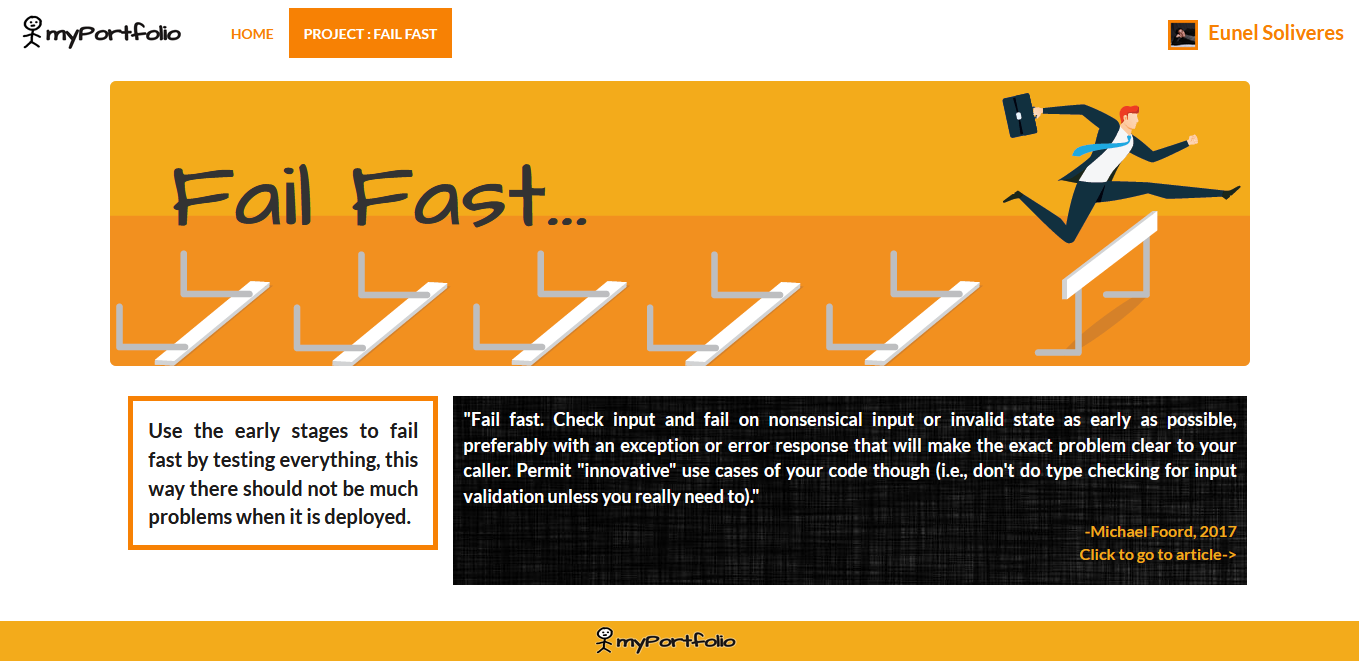 myPortfolio
HOME
PROJECT : FAIL FAST
Eunel Soliveres
Fail Fast...
Use the early stages to fail
fast by testing everything, this
way there should not be much
problems when it is deployed.
"Fail fast. Check input and fail on nonsensical input or invalid state as early as possible,
preferably with an exception or error response that will make the exact problem clear to your
caller. Permit "innovative" use cases of your code though (i.e., don't do type checking for input
validation unless you really need to)."
-Michael Foord, 2017
Click to go to article->
myPortfolio